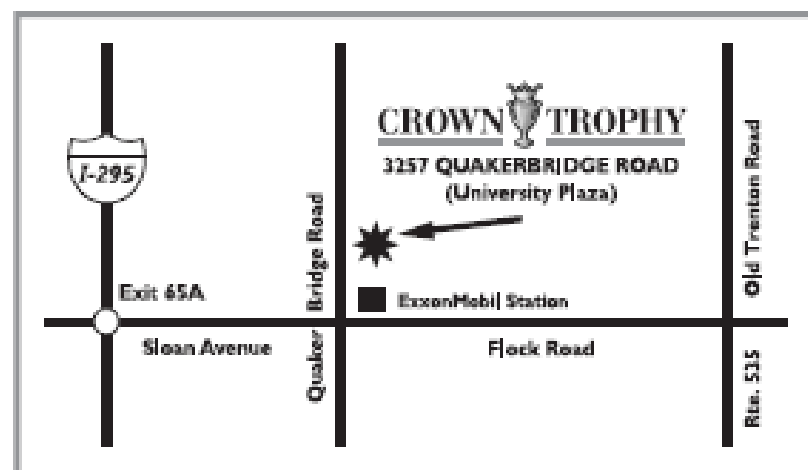 CROWN TROPHY
3257 QUAKERBRIDGE ROAD
(University Plaza)
I-295
Exit 65A
Sloan Avenue
Quaker Bridge Road
ExxonMobil Station
Flock Road
Old Trenton Road
Rte. 535